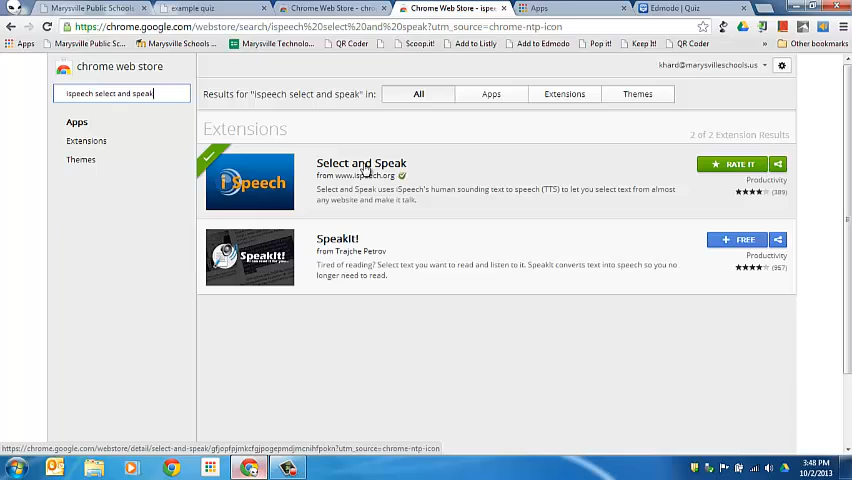 Marysville Public Schools
example quiz
Chrome Web Store - chro
Chrome Web Store - ispee
Apps
Edmodo | Quiz
https://chrome.google.com/webstore/search/ispeech%20select%20and%20speak?utm_source=chrome-ntp-icon
Apps Marysville Public Sc... Marysville Schools ... Marysville Technolo... QR Coder Scoop.it! Add to Listly Add to Edmodo Pop it! Keep It! QR Coder » Other bookmarks
chrome web store
khard@marysvilleschools.us
ispeech select and speak
Results for "ispeech select and speak" in:
All Apps Extensions Themes
Apps
Extensions
Themes
Extensions
2 of 2 Extension Results
iSpeech
Select and Speak
from www.ispeech.org
Select and Speak uses iSpeech's human sounding text to speech (TTS) to let you select text from almost
any website and make it talk.
RATE IT
Productivity
(389)
SpeakIt!
SpeakIt!
from Trajche Petrov
Tired of reading? Select text you want to read and listen to it. SpeakIt converts text into speech so you no
longer need to read.
+ FREE
Productivity
(957)
https://chrome.google.com/webstore/detail/select-and-speak/gfjopfpjmkcfgjpogepmdjmcnihfpokn?utm_source=chrome-ntp-icon
3:48 PM
10/2/2013